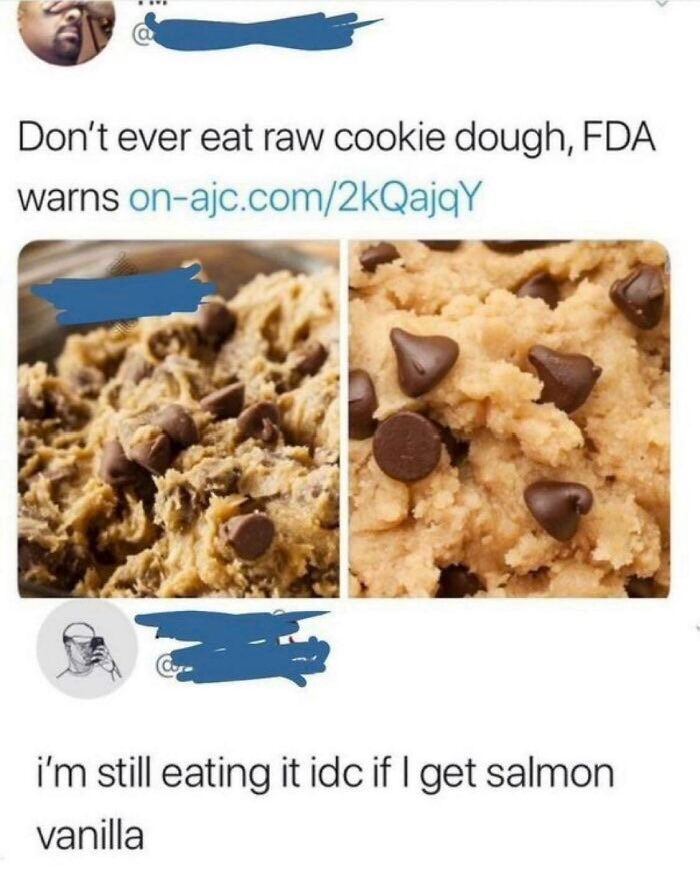 @
Don't ever eat raw cookie dough, FDA
warns on-ajc.com/2kQajqY
@
i'm still eating it idc if I get salmon
vanilla